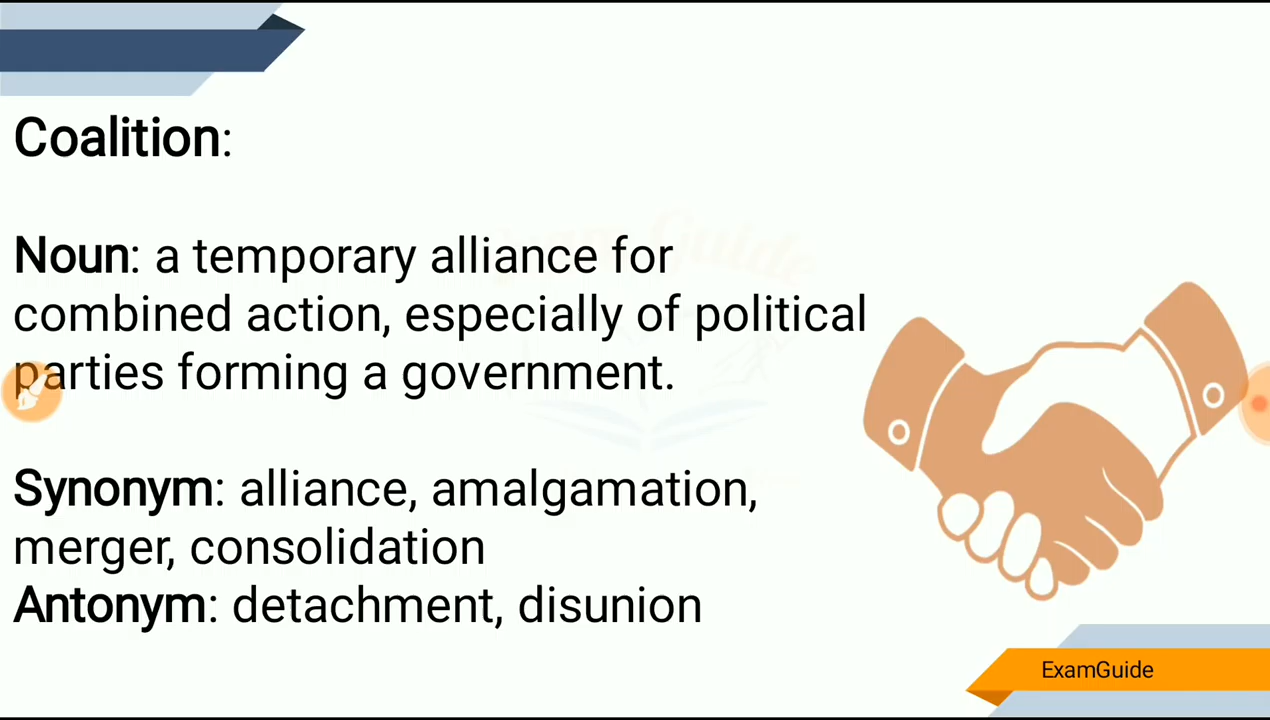 Coalition:
Noun: a temporary alliance for
combined action, especially of political
parties forming a government.
Synonym: alliance, amalgamation,
merger, consolidation
Antonym: detachment, disunion
ExamGuide